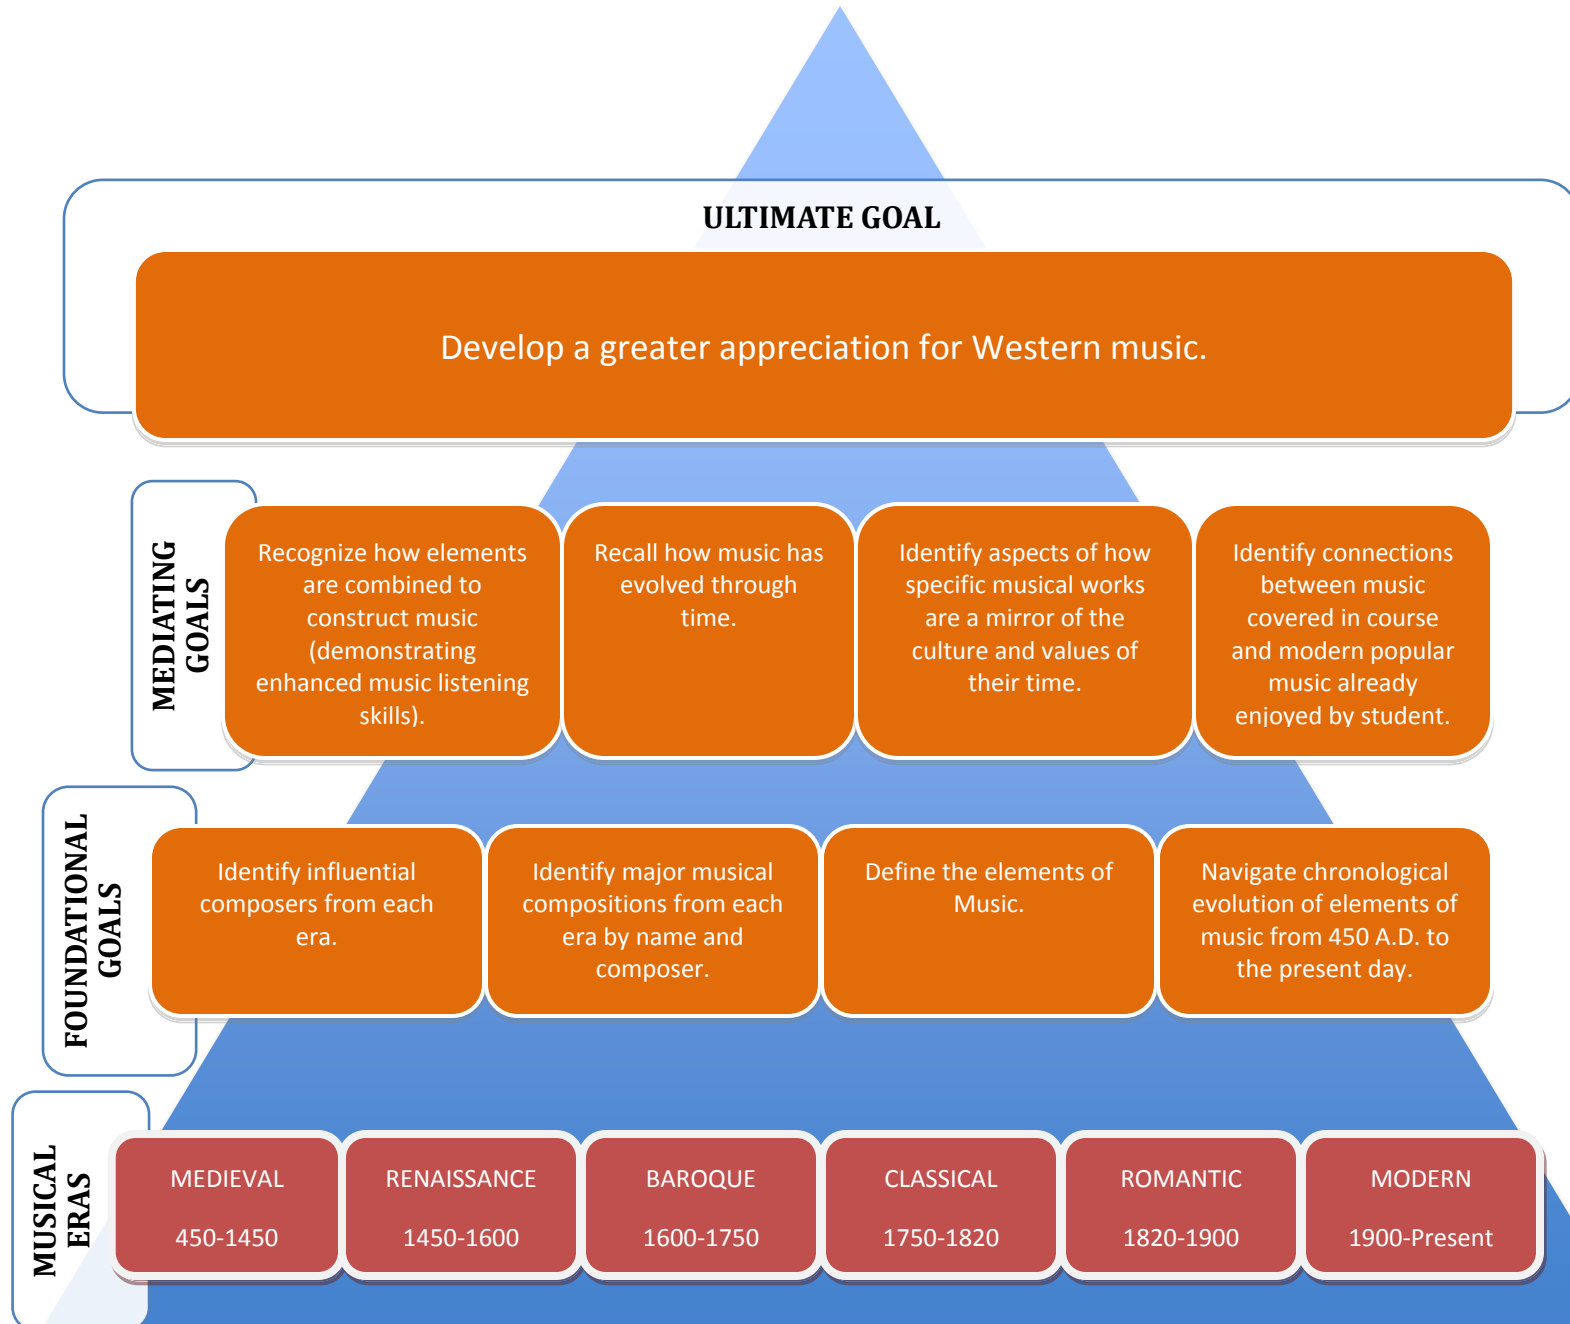 ULTIMATE GOAL
Develop a greater appreciation for Western music.
MEDIATING
GOALS
Recognize how elements
are combined to
construct music
(demonstrating
enhanced music listening
skills).
Recall how music has
evolved through
time.
Identify aspects of how
specific musical works
are a mirror of the
culture and values of
their time.
Identify connections
between music
covered in course
and modern popular
music already
enjoyed by student.
FOUNDATIONAL
GOALS
Identify influential
composers from each
era.
Identify major musical
compositions from each
era by name and
composer.
Define the elements of
Music.
Navigate chronological
evolution of elements of
music from 450 A.D. to
the present day.
MUSICAL
ERAS
MEDIEVAL
450-1450
RENAISSANCE
1450-1600
BAROQUE
1600-1750
CLASSICAL
1750-1820
ROMANTIC
1820-1900
MODERN
1900-Present